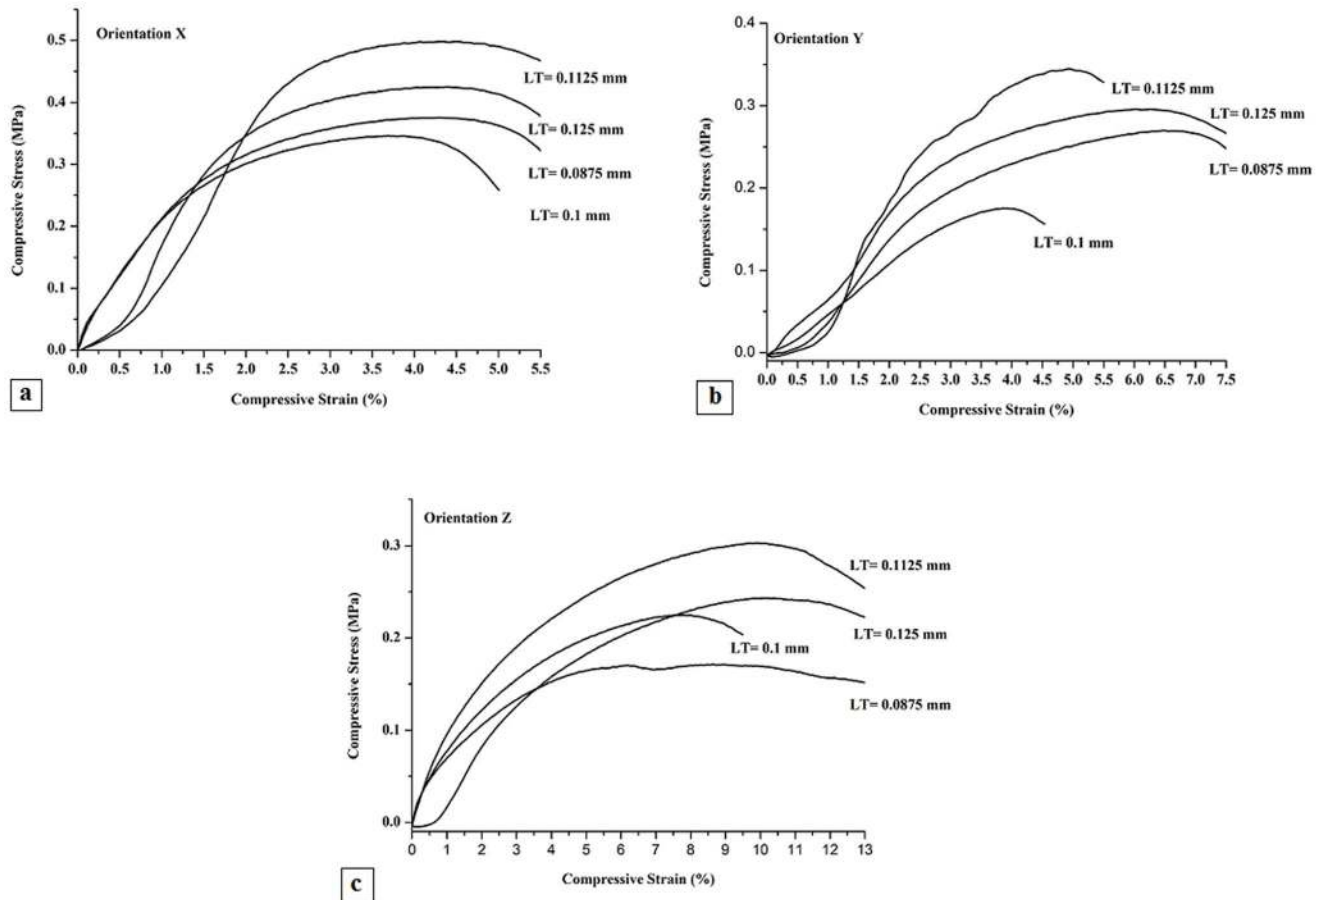 Orientation X
0.5
0.4
0.3
0.2
0.1
0.0
Compressive Stress (MPa)
LT= 0.1125 mm
LT= 0.125 mm
LT= 0.0875 mm
LT= 0.1 mm
0.0 0.5 1.0 1.5 2.0 2.5 3.0 3.5 4.0 4.5 5.0 5.5
Compressive Strain (%)
a
Orientation Y
0.4
0.3
0.2
0.1
0.0
Compressive Stress (MPa)
LT= 0.1125 mm
LT= 0.125 mm
LT= 0.0875 mm
LT= 0.1 mm
0.0 0.5 1.0 1.5 2.0 2.5 3.0 3.5 4.0 4.5 5.0 5.5 6.0 6.5 7.0 7.5
Compressive Strain (%)
b
Orientation Z
0.3
0.2
0.1
0.0
Compressive Stress (MPa)
LT= 0.1125 mm
LT= 0.125 mm
LT= 0.1 mm
LT= 0.0875 mm
0 1 2 3 4 5 6 7 8 9 10 11 12 13
Compressive Strain (%)
c